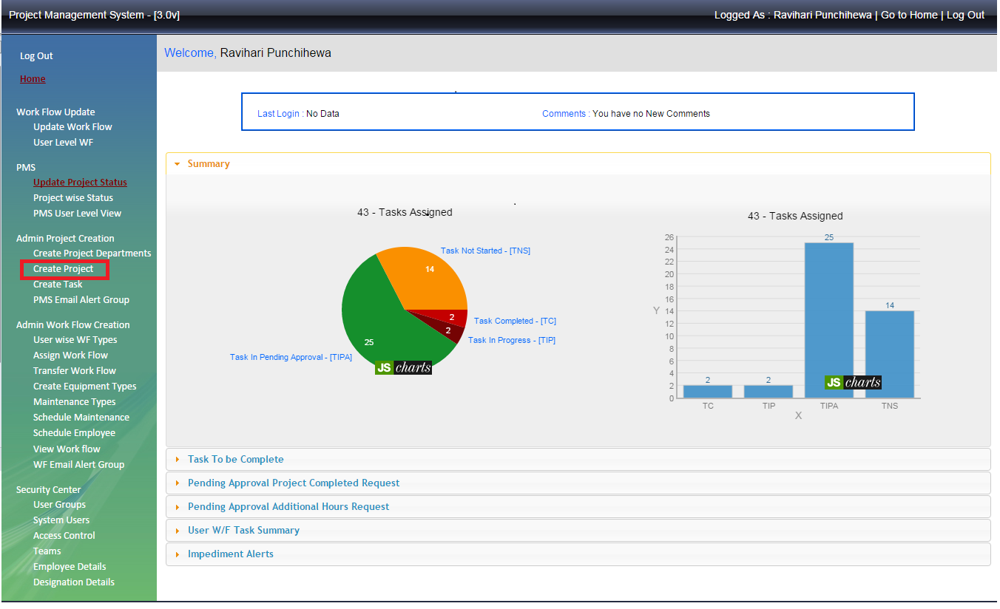 Project Management System - [3.0v]
Logged As : Ravihari Punchihewa | Go to Home | Log Out
Log Out
Home
Work Flow Update
Update Work Flow
User Level WF
PMS
Update Project Status
Project wise Status
PMS User Level View
Admin Project Creation
Create Project Departments
Create Project
Create Task
PMS Email Alert Group
Admin Work Flow Creation
User wise WF Types
Assign Work Flow
Transfer Work Flow
Create Equipment Types
Maintenance Types
Schedule Maintenance
Schedule Employee
View Work flow
WF Email Alert Group
Security Center
User Groups
System Users
Access Control
Teams
Employee Details
Designation Details
Welcome, Ravihari Punchihewa
Last Login : No Data
Comments : You have no New Comments
Summary
43 - Tasks Assigned
Task Not Started - [TNS]
14
2
Task Completed - [TC]
2
Task In Progress - [TIP]
25
Task In Pending Approval - [TIPA]
JS charts
43 - Tasks Assigned
26
24
22
20
18
16
14
12
10
8
6
4
2
0
Y
2
2
25
14
JS charts
TC
TIP
TIPA
TNS
X
Task To be Complete
Pending Approval Project Completed Request
Pending Approval Additional Hours Request
User W/F Task Summary
Impediment Alerts